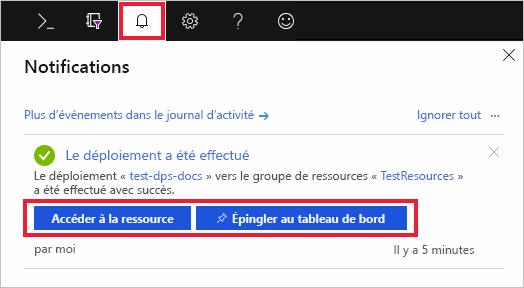 Notifications
Plus d'événements dans le journal d'activité → Ignorer tout ...
Le déploiement a été effectué
Le déploiement « test-dps-docs » vers le groupe de ressources « TestResources »
a été effectué avec succès.
Accéder à la ressource Épingler au tableau de bord
par moi Il y a 5 minutes